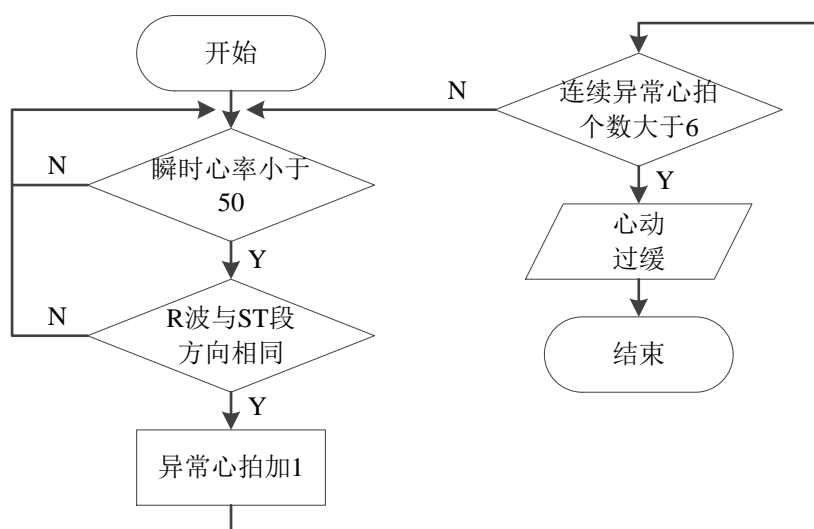 开始
N
瞬时心率小于
50
Y
N
R波与ST段
方向相同
Y
异常心拍加1
N
连续异常心拍
个数大于6
Y
心动
过缓
结束